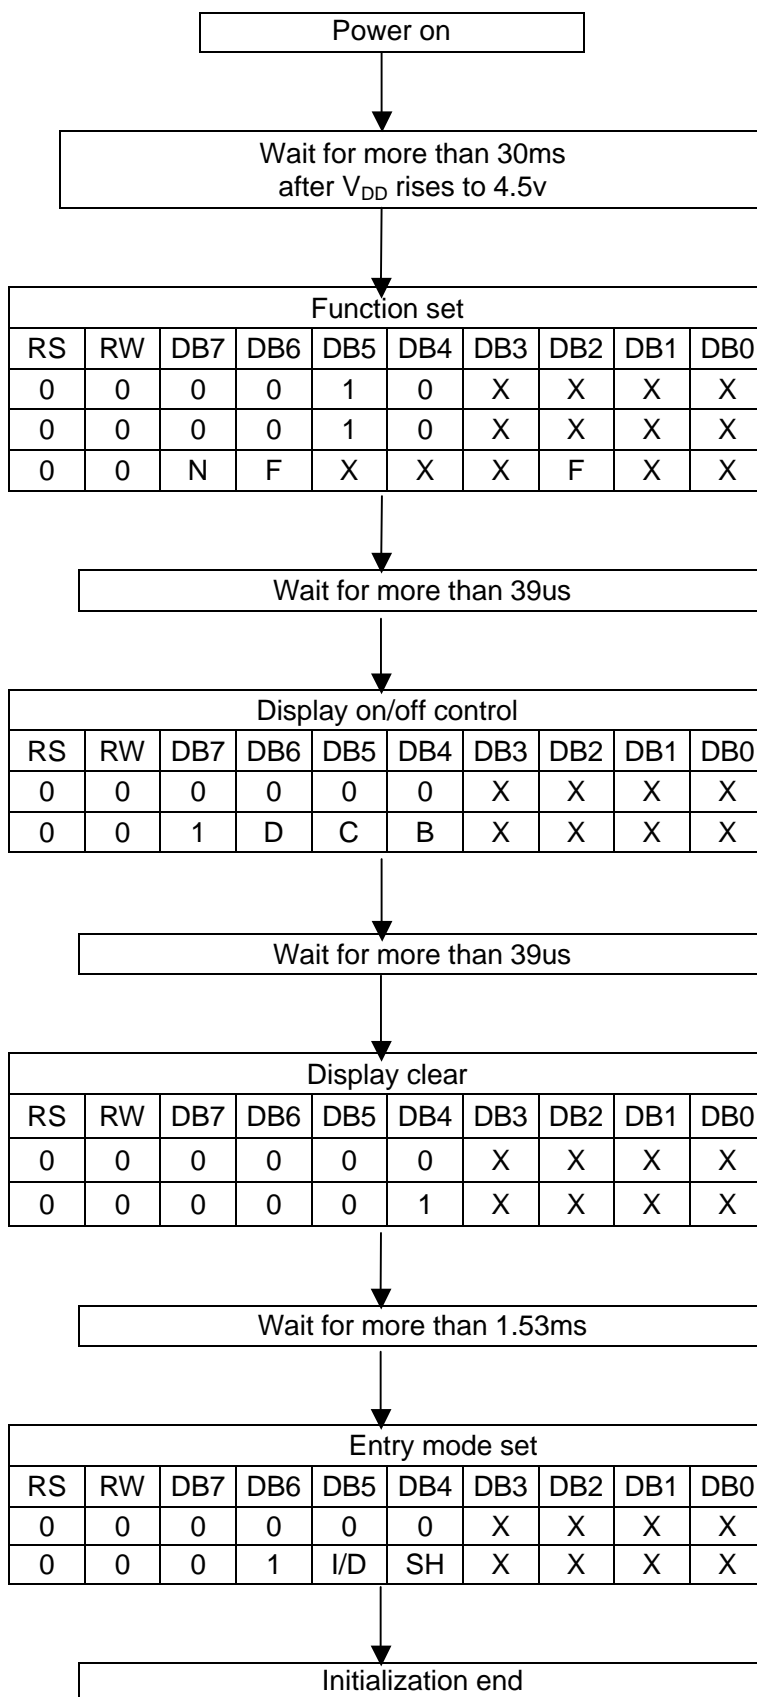 Power on
Wait for more than 30ms
after VDD rises to 4.5v
Function set
RS RW DB7 DB6 DB5 DB4 DB3 DB2 DB1 DB0
0 0 0 0 1 0 X X X X
0 0 0 0 1 0 X X X X
0 0 N F X X X F X X
Wait for more than 39us
Display on/off control
RS RW DB7 DB6 DB5 DB4 DB3 DB2 DB1 DB0
0 0 0 0 0 0 X X X X
0 0 1 D C B X X X X
Wait for more than 39us
Display clear
RS RW DB7 DB6 DB5 DB4 DB3 DB2 DB1 DB0
0 0 0 0 0 0 X X X X
0 0 0 0 0 1 X X X X
Wait for more than 1.53ms
Entry mode set
RS RW DB7 DB6 DB5 DB4 DB3 DB2 DB1 DB0
0 0 0 0 0 0 X X X X
0 0 0 1 I/D SH X X X X
Initialization end